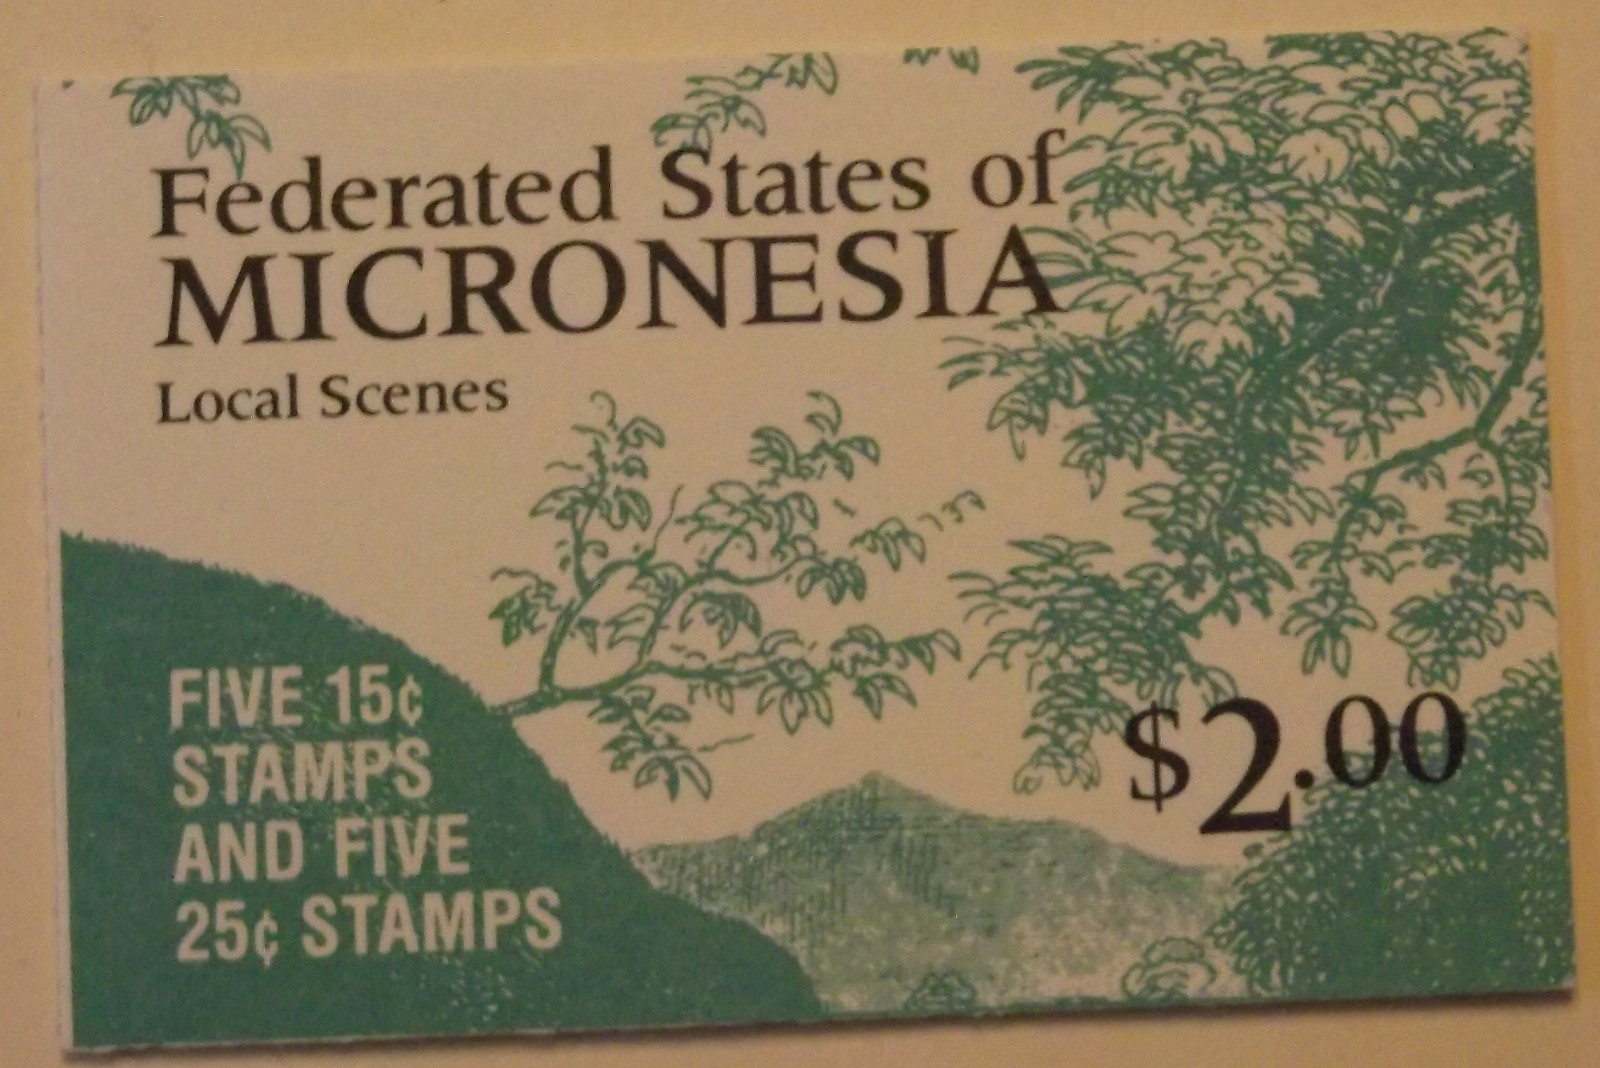 Federated States of
MICRONESIA
Local Scenes
FIVE 15¢
STAMPS
AND FIVE
25¢ STAMPS
$2.00